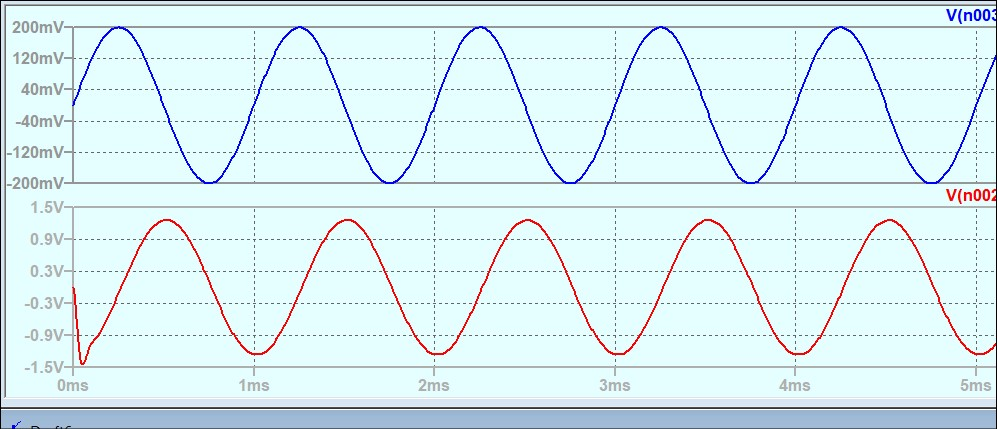 V(n003
200mV
120mV
40mV
-40mV
-120mV
-200mV
V(n002
1.5V
0.9V
0.3V
-0.3V
-0.9V
-1.5V
0ms 1ms 2ms 3ms 4ms 5ms